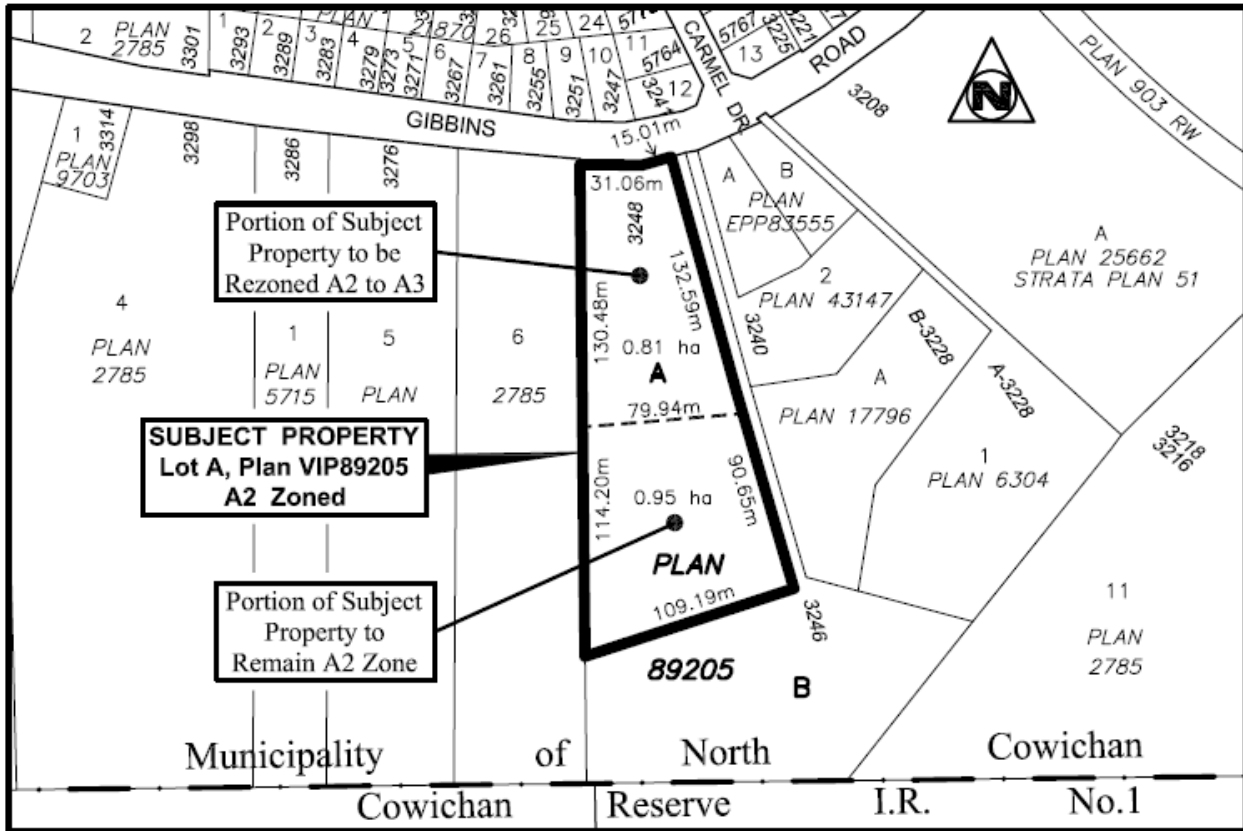 2
PLAN
2785
3301
1
3293
2
3289
3
3283
4
3279
3273
5
3271
6
3267
7
3261
8
3255
9
3251
10
3247
11
12
PLAN
21870
26
25
24
5764
CARMEL DR
5767
3225
3221
13
ROAD
GIBBINS
15.01m
3208
N
PLAN 903 RW
1
3314
PLAN
9703
3298
3286
3276
31.06m
3248
Portion of Subject
Property to be
Rezoned A2 to A3
130.48m
132.59m
0.81 ha
A
79.94m
A
B
PLAN
EPP83555
2
PLAN 43147
3240
A
PLAN 25662
STRATA PLAN 51
B-3228
A-3228
A
PLAN 17796
1
PLAN 6304
3218
3216
4
PLAN
2785
1
PLAN
5715
5
PLAN
6
2785
SUBJECT PROPERTY
Lot A, Plan VIP89205
A2 Zoned
114.20m
0.95 ha
90.65m
PLAN
109.19m
Portion of Subject
Property to
Remain A2 Zone
3246
89205
B
11
PLAN
2785
Municipality of North Cowichan
Cowichan Reserve I.R. No.1